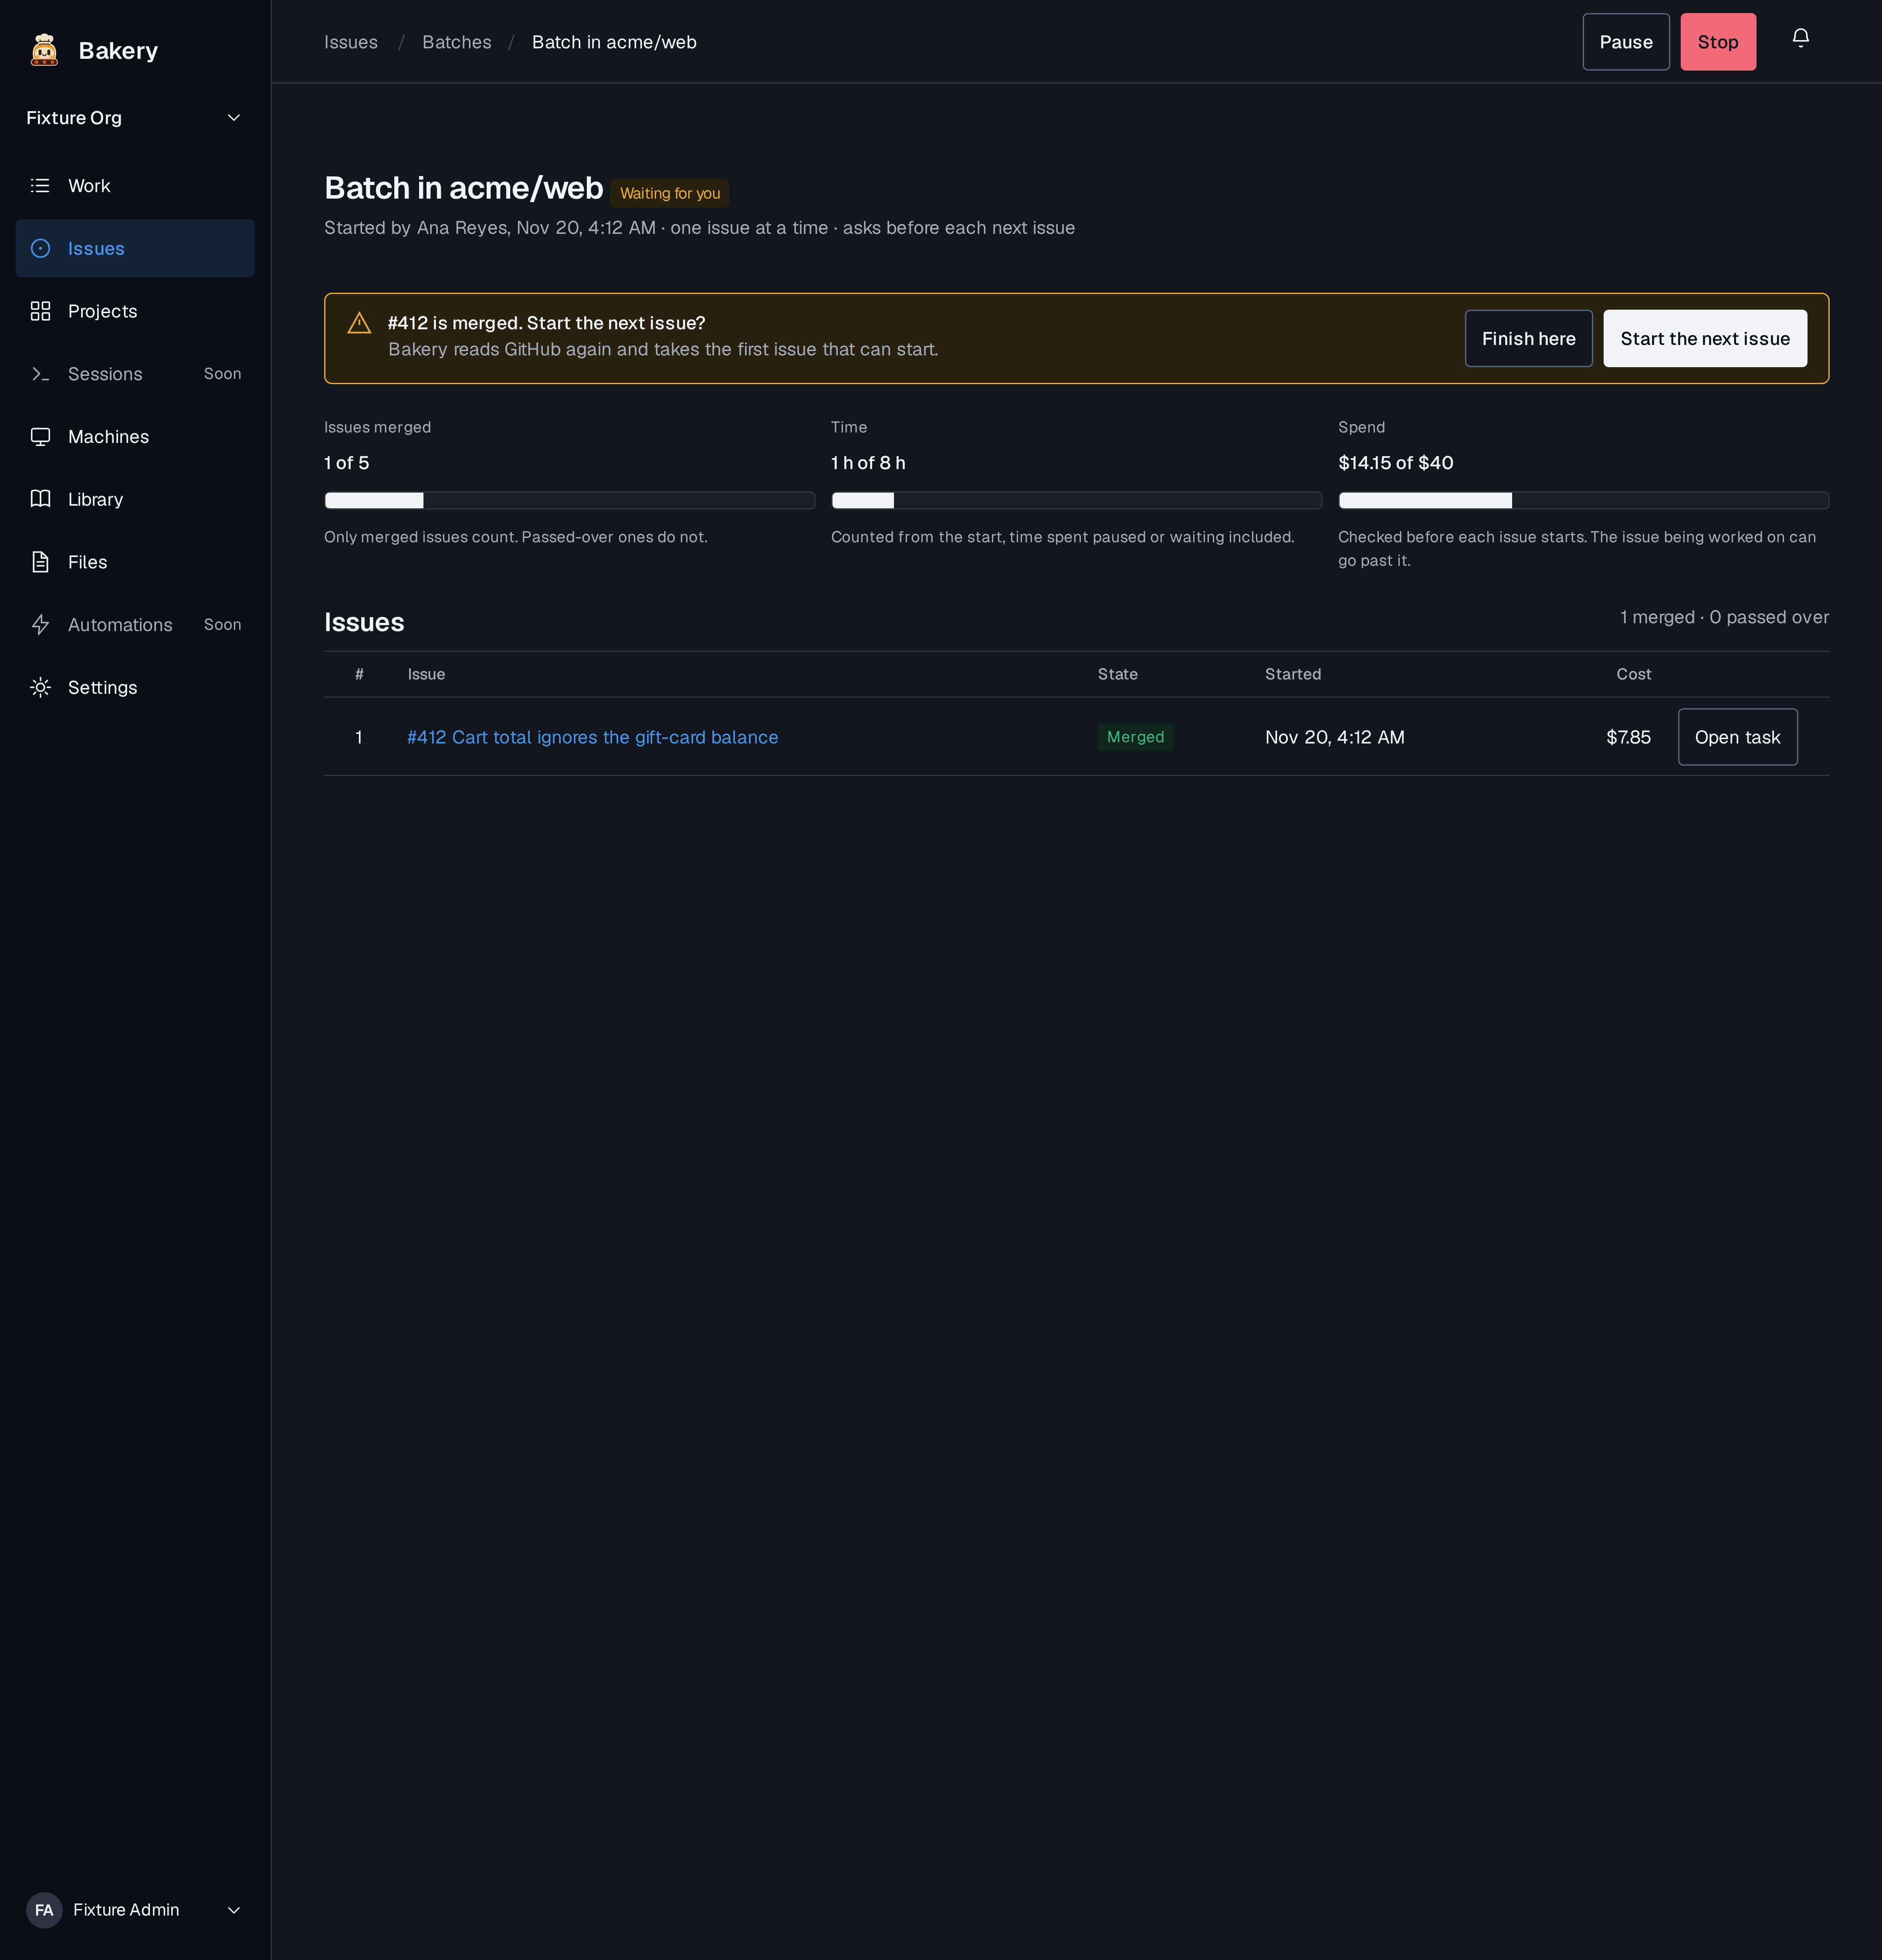 Bakery
Fixture Org
Work
Issues
Projects
Sessions Soon
Machines
Library
Files
Automations Soon
Settings
FA Fixture Admin
Issues / Batches / Batch in acme/web
Pause
Stop
Batch in acme/web Waiting for you
Started by Ana Reyes, Nov 20, 4:12 AM · one issue at a time · asks before each next issue
#412 is merged. Start the next issue?
Bakery reads GitHub again and takes the first issue that can start.
Finish here
Start the next issue
Issues merged
1 of 5
Only merged issues count. Passed-over ones do not.
Time
1 h of 8 h
Counted from the start, time spent paused or waiting included.
Spend
$14.15 of $40
Checked before each issue starts. The issue being worked on can
go past it.
Issues
1 merged · 0 passed over
# Issue State Started Cost
1 #412 Cart total ignores the gift-card balance Merged Nov 20, 4:12 AM $7.85 Open task